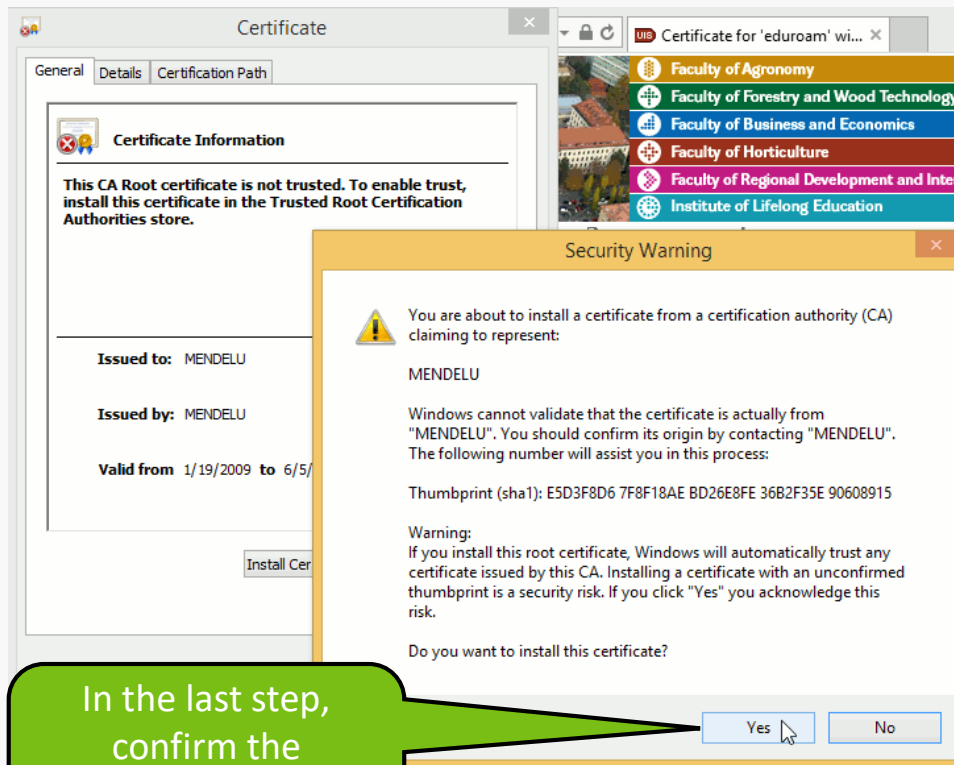 Certificate
General Details Certification Path
Certificate Information
This CA Root certificate is not trusted. To enable trust,
install this certificate in the Trusted Root Certification
Authorities store.
Issued to: MENDELU
Issued by: MENDELU
Valid from 1/19/2009 to 6/5/
Install Cer
UIS Certificate for 'eduroam' wi...
Faculty of Agronomy
Faculty of Forestry and Wood Technology
Faculty of Business and Economics
Faculty of Horticulture
Faculty of Regional Development and Inte
Institute of Lifelong Education
Security Warning
You are about to install a certificate from a certification authority (CA)
claiming to represent:
MENDELU
Windows cannot validate that the certificate is actually from
"MENDELU". You should confirm its origin by contacting "MENDELU".
The following number will assist you in this process:
Thumbprint (sha1): E5D3F8D6 7F8F18AE BD26E8FE 36B2F35E 90608915
Warning:
If you install this root certificate, Windows will automatically trust any
certificate issued by this CA. Installing a certificate with an unconfirmed
thumbprint is a security risk. If you click "Yes" you acknowledge this
risk.
Do you want to install this certificate?
Yes No
In the last step,
confirm the